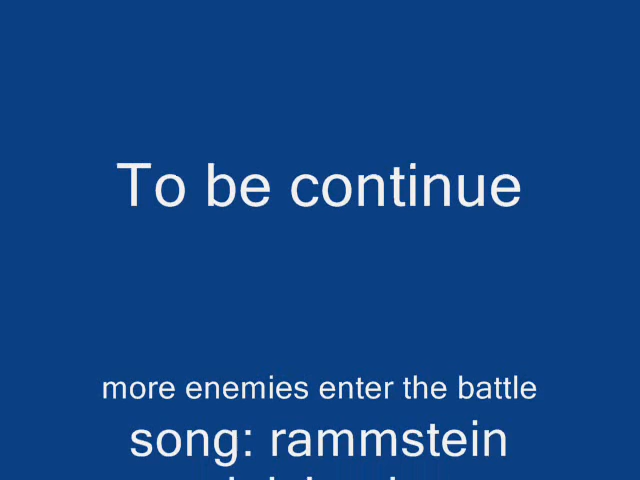 To be continue
more enemies enter the battle
song: rammstein